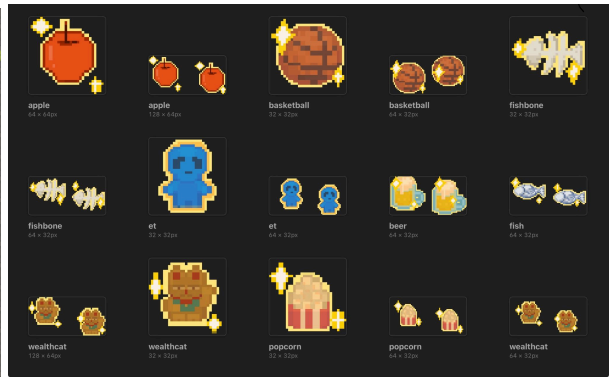 apple
64 × 64px
apple
128 × 64px
basketball
32 × 32px
basketball
64 × 32px
fishbone
32 × 32px
fishbone
64 × 32px
et
32 × 32px
et
64 × 32px
beer
64 × 32px
fish
64 × 32px
wealthcat
128 × 64px
wealthcat
32 × 32px
popcorn
32 × 32px
popcorn
64 × 32px
wealthcat
64 × 32px